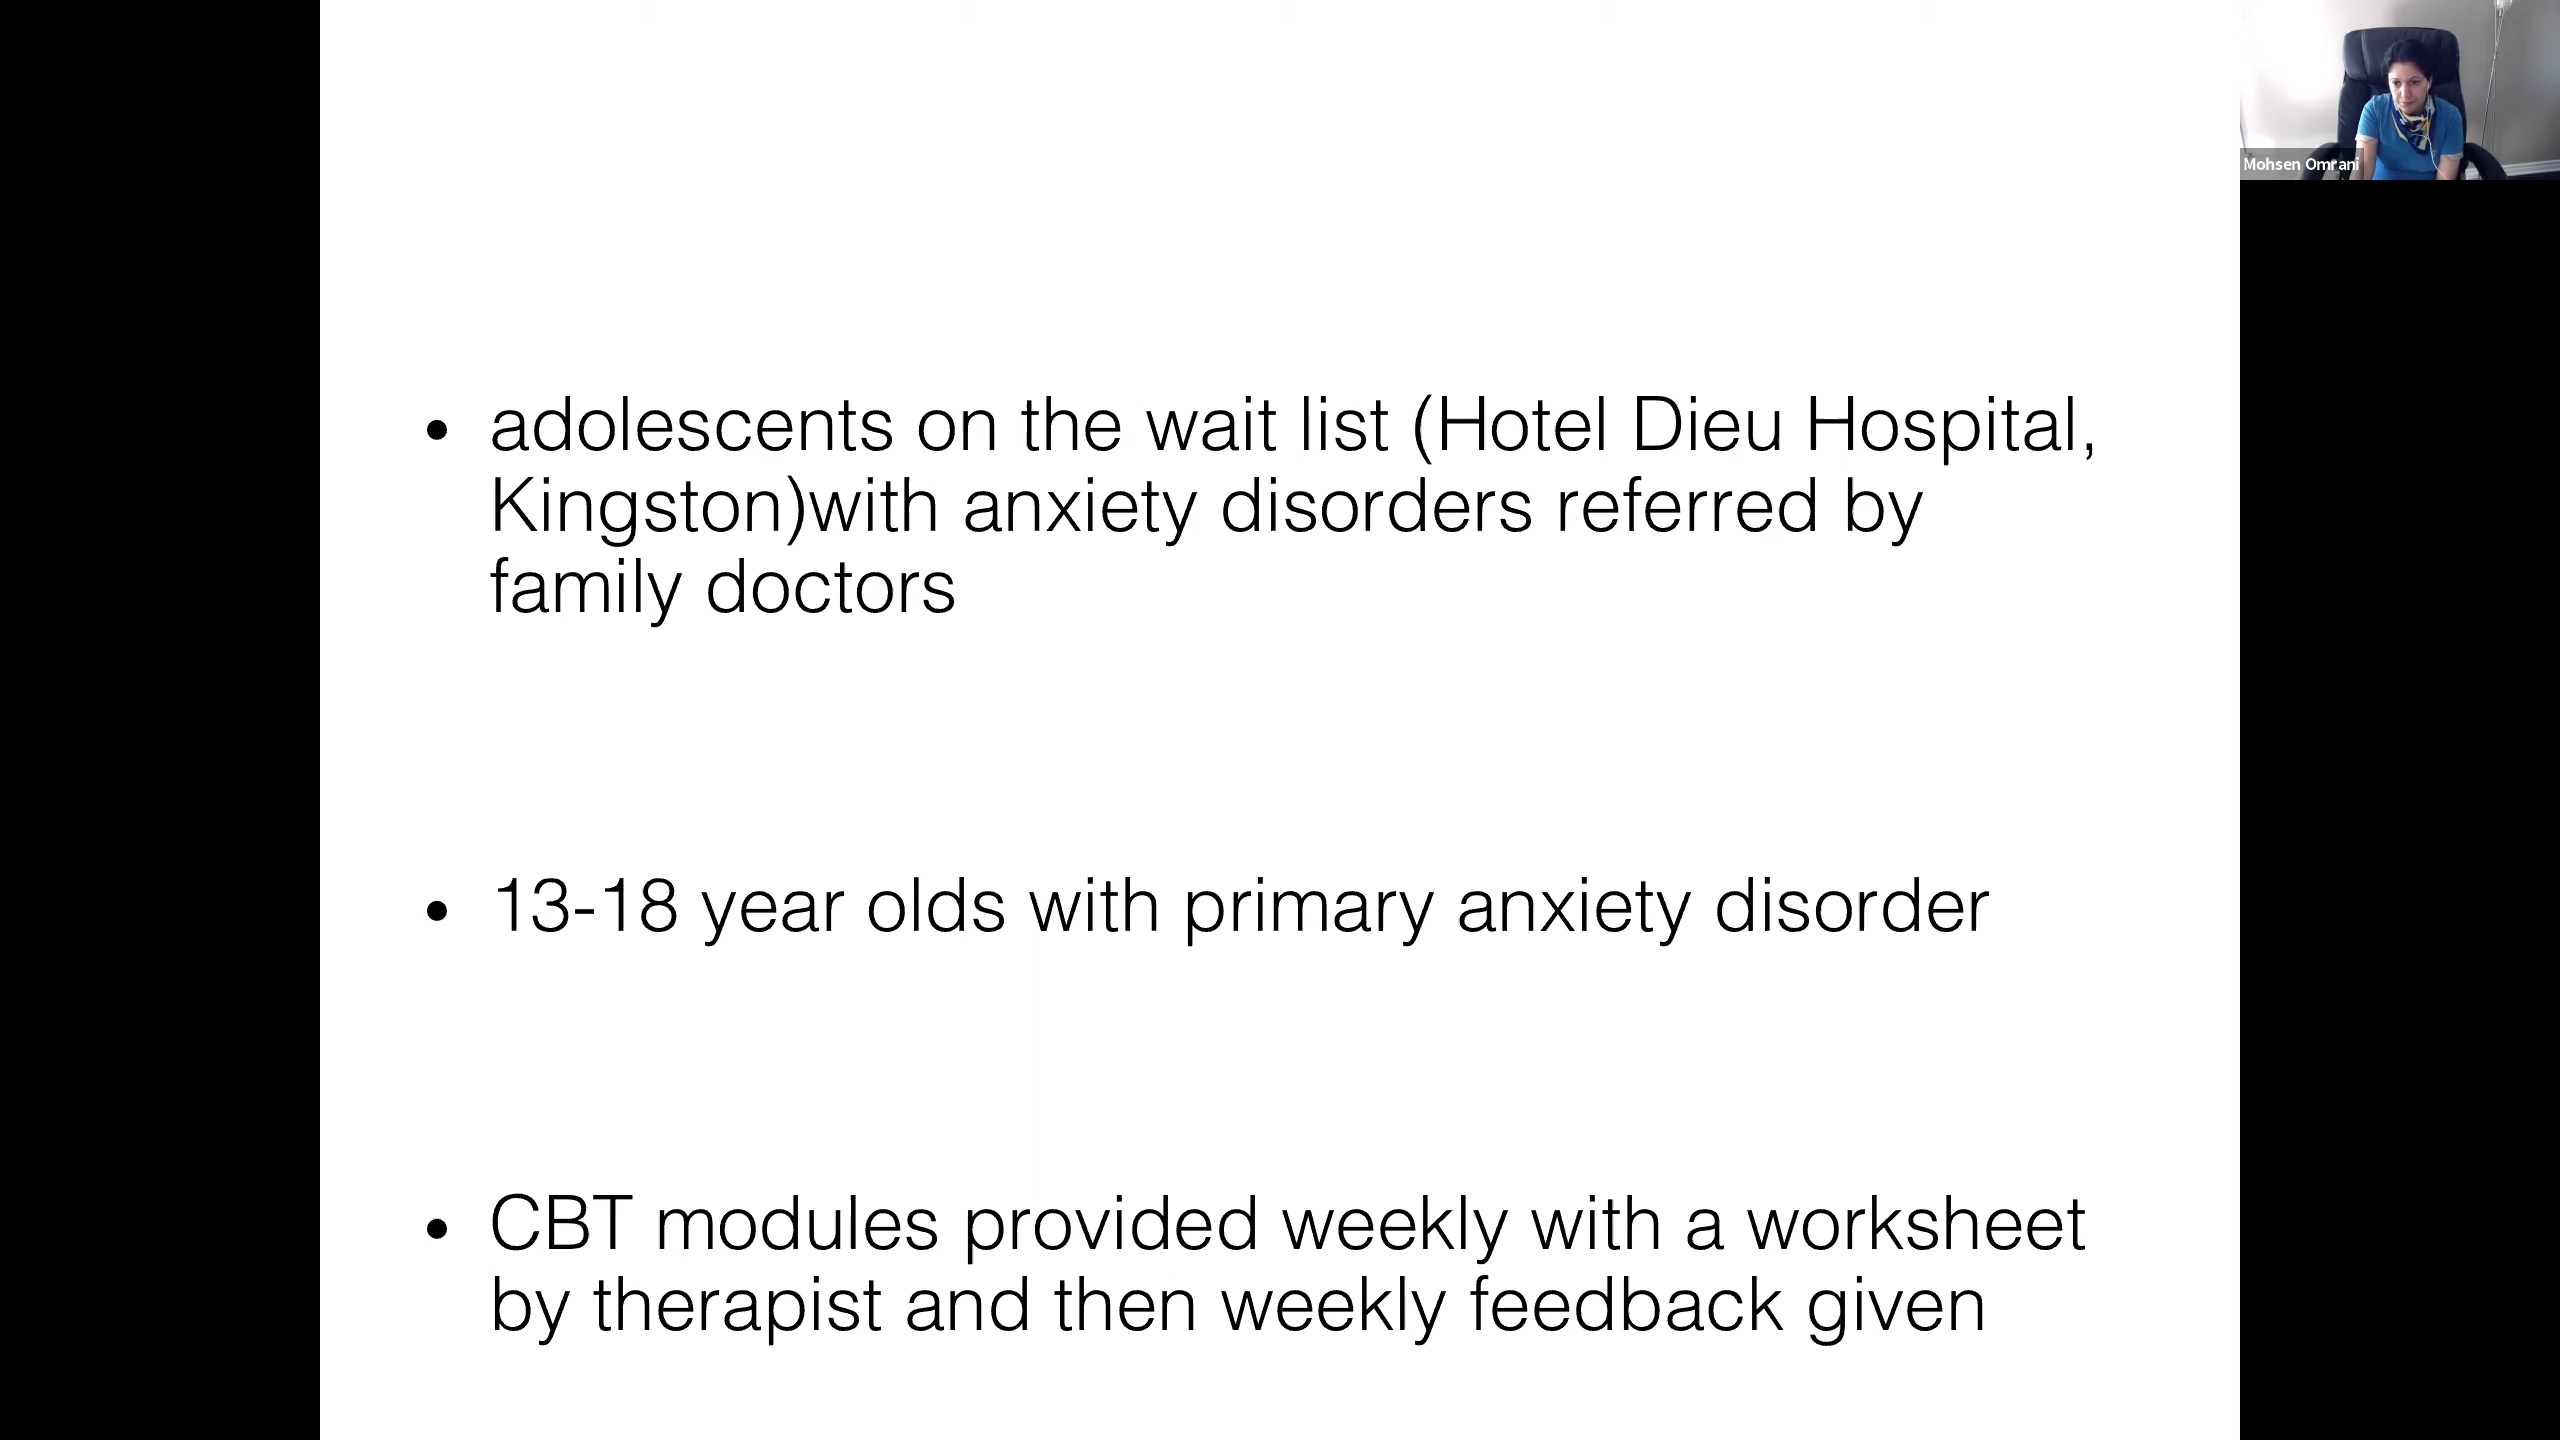 Mohsen Omrani
• adolescents on the wait list (Hotel Dieu Hospital,
Kingston)with anxiety disorders referred by
family doctors
• 13-18 year olds with primary anxiety disorder
• CBT modules provided weekly with a worksheet
by therapist and then weekly feedback given